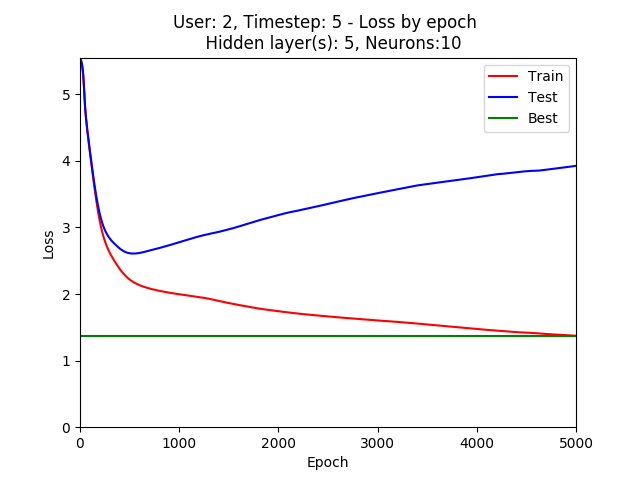 User: 2, Timestep: 5 - Loss by epoch
Hidden layer(s): 5, Neurons:10
Train
Test
Best
5
4
3
2
1
0
Loss
0
1000
2000
3000
4000
5000
Epoch